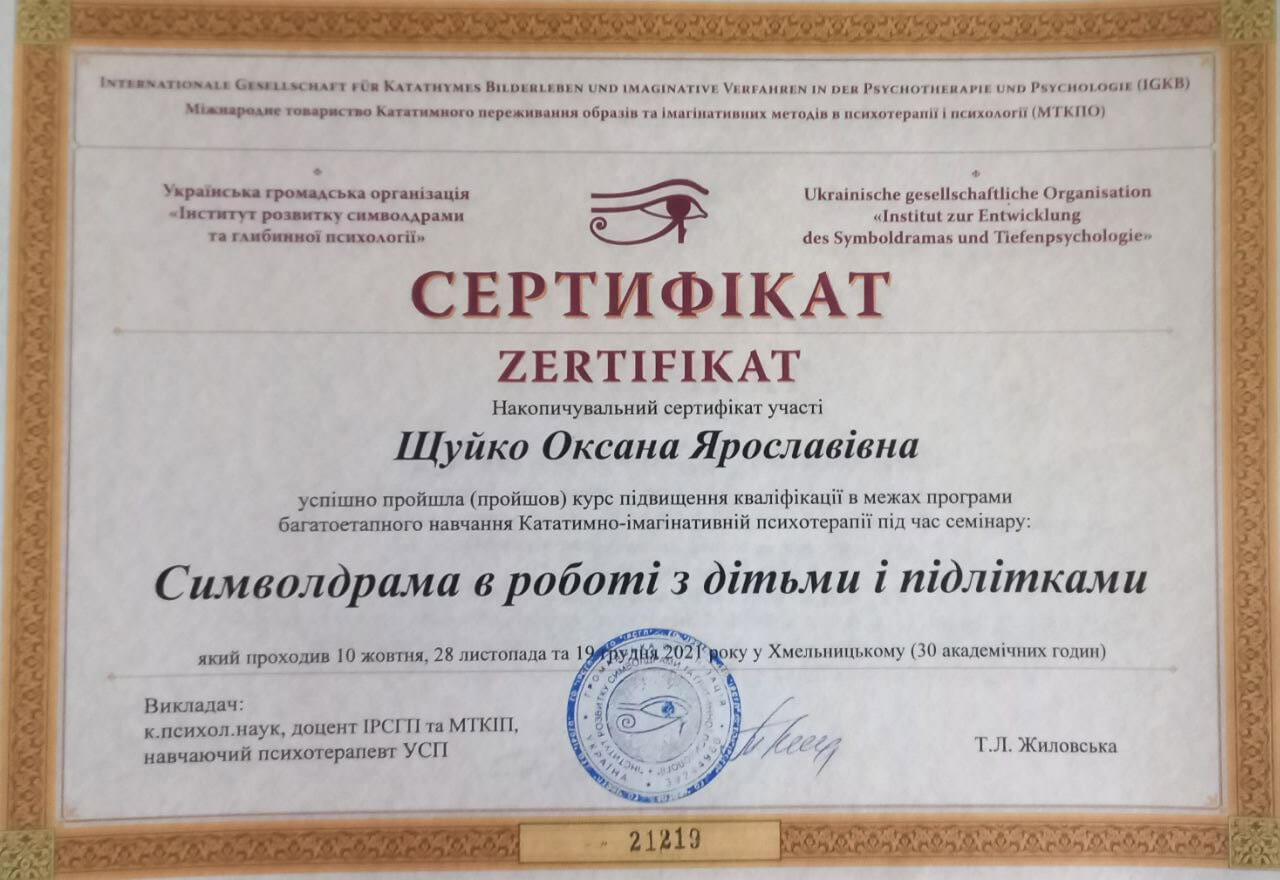 Internationale Gesellschaft für Katathymes Bilderleben und imaginative Verfahren in der Psychotherapie und Psychologie (IGKB)
Міжнародне товариство Кататимного переживання образів та імагінативних методів в психотерапії і психології (МТКПО)
Українська громадська організація
«Інститут розвитку символдрами
та глибинної психології»
Ukrainische gesellschaftliche Organisation
«Institut zur Entwicklung
des Symboldramas und Tiefenpsychologie»
СЕРТИФІКАТ
ZERTIFIKAT
Накопичувальний сертифікат участі
Щуйко Оксана Ярославівна
успішно пройшла (пройшов) курс підвищення кваліфікації в межах програми
багатоетапного навчання Кататимно-імагінативній психотерапії під час семінару:
Символдрама в роботі з дітьми і підлітками
який проходив 10 жовтня, 28 листопада та 19 грудня 2021 року у Хмельницькому (30 академічних годин)
Викладач:
к.психол.наук, доцент ІРСГП та МТКІП,
навчаючий психотерапевт УСП
УКРАЇНА
Т.Л. Жиловська
21219